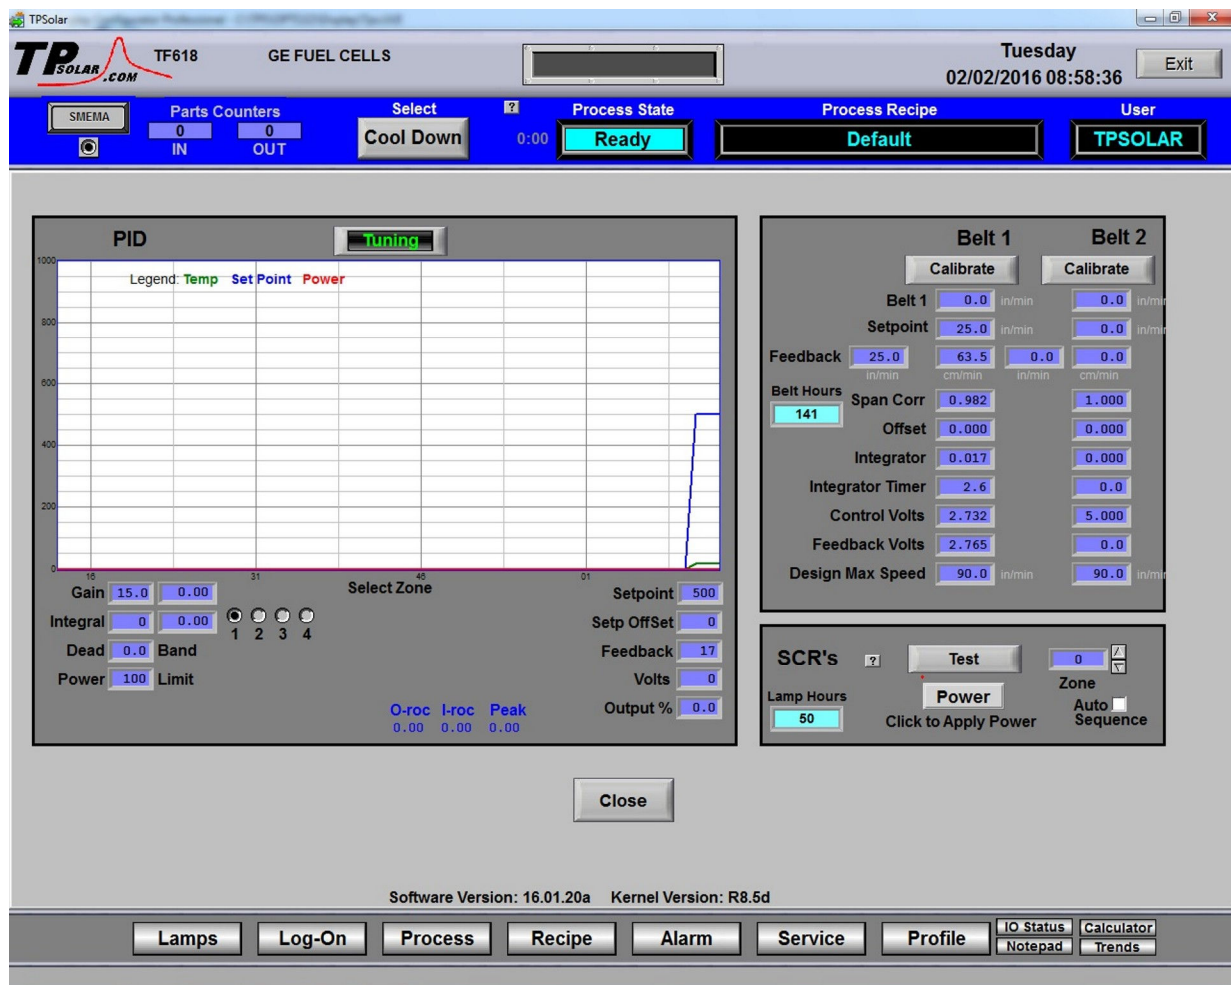 TPSolar
TP SOLAR .COM
TF618 GE FUEL CELLS
Tuesday
02/02/2016 08:58:36
Exit
SMEMA
Parts Counters
0 0
IN OUT
Select
Cool Down
?
0:00
Process State
Ready
Process Recipe
Default
User
TPSOLAR
PID
Tuning
Legend: Temp Set Point Power
1000
800
600
400
200
0
16 31 46 01
Gain 15.0 0.00
Integral 0 0.00
Dead 0.0 Band
Power 100 Limit
Select Zone
1 2 3 4
O-roc I-roc Peak
0.00 0.00 0.00
Setpoint 500
Setp OffSet 0
Feedback 17
Volts 0
Output % 0.0
Belt 1 Belt 2
Calibrate Calibrate
Belt 1 0.0 in/min 0.0 in/min
Setpoint 25.0 in/min 0.0 in/min
Feedback 25.0 63.5 0.0 0.0
in/min cm/min in/min cm/min
Belt Hours
141
Span Corr 0.982 1.000
Offset 0.000 0.000
Integrator 0.017 0.000
Integrator Timer 2.6 0.0
Control Volts 2.732 5.000
Feedback Volts 2.765 0.0
Design Max Speed 90.0 in/min 90.0 in/min
SCR's ? Test 0
Zone
Lamp Hours
50
Power
Click to Apply Power
Auto
Sequence
Close
Software Version: 16.01.20a Kernel Version: R8.5d
Lamps Log-On Process Recipe Alarm Service Profile
IO Status Calculator
Notepad Trends